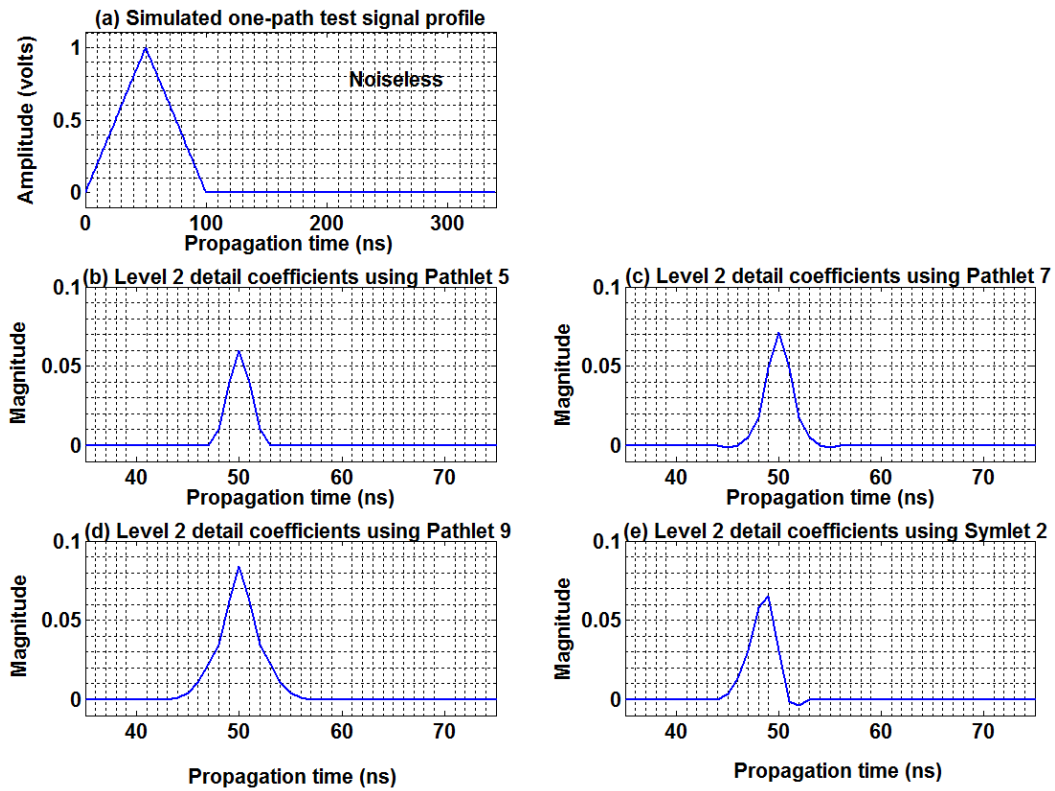 (a) Simulated one-path test signal profile
Amplitude (volts)
1
0.5
0
Noiseless
0 100 200 300
Propagation time (ns)
(b) Level 2 detail coefficients using Pathlet 5
Magnitude
0.1
0.05
0
40 50 60 70
Propagation time (ns)
(c) Level 2 detail coefficients using Pathlet 7
Magnitude
0.1
0.05
0
40 50 60 70
Propagation time (ns)
(d) Level 2 detail coefficients using Pathlet 9
Magnitude
0.1
0.05
0
40 50 60 70
Propagation time (ns)
(e) Level 2 detail coefficients using Symlet 2
Magnitude
0.1
0.05
0
40 50 60 70
Propagation time (ns)